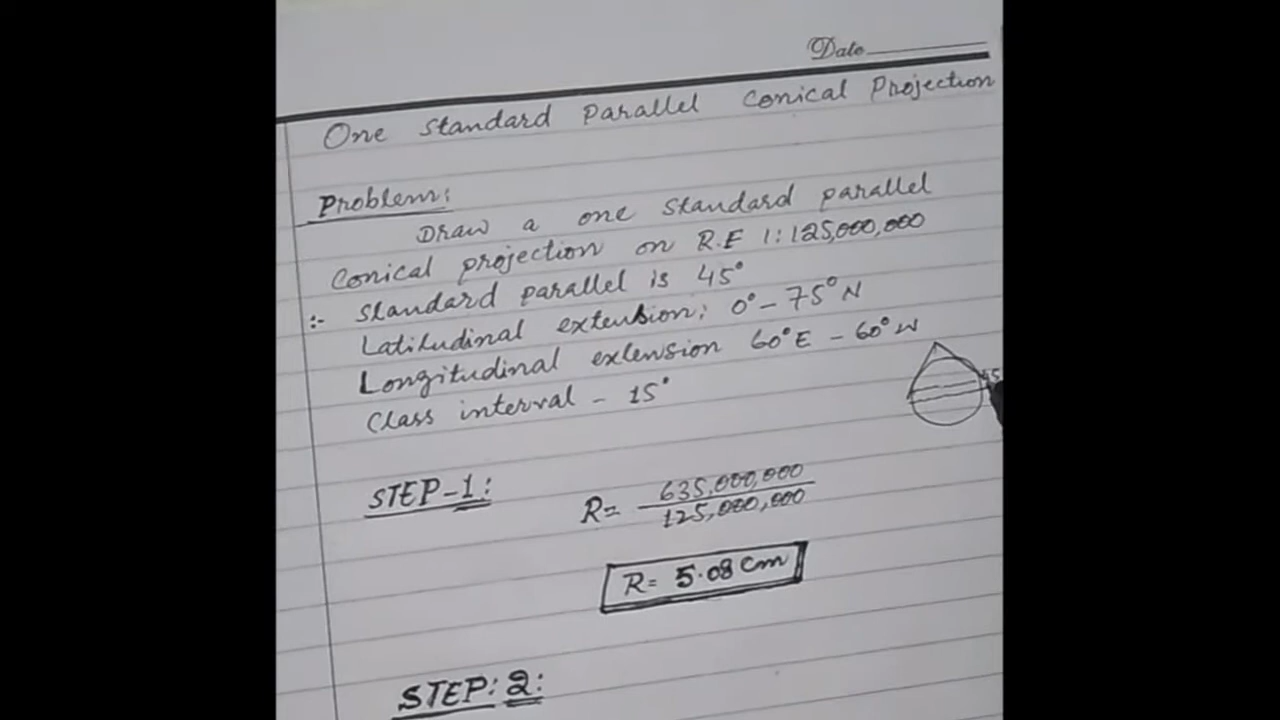 Date
One standard parallel conical Projection
Problem:
Draw a one standard parallel
conical projection on R.F 1:125,000,000
:- standard parallel is 45°
Latitudinal extension: 0° - 75° N
Longitudinal extension 60°E - 60° W
Class interval - 15°
STEP-1:
R= 635,000,000
125,000,000
R= 5.08 cm
STEP: 2: